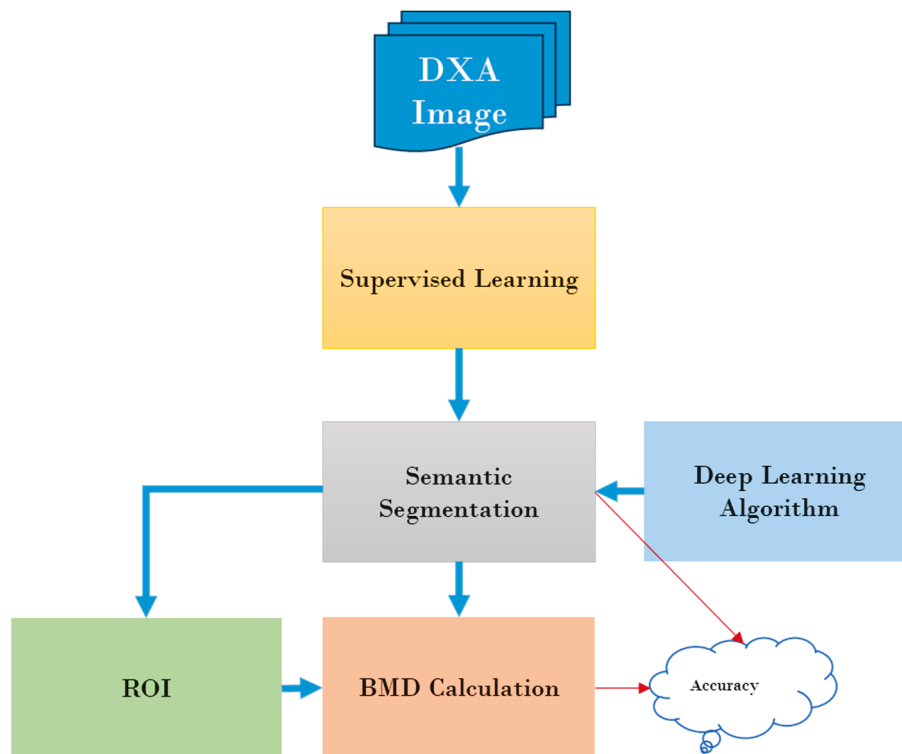 DXA
Image
Supervised Learning
Semantic
Segmentation
Deep Learning
Algorithm
ROI
BMD Calculation
Accuracy